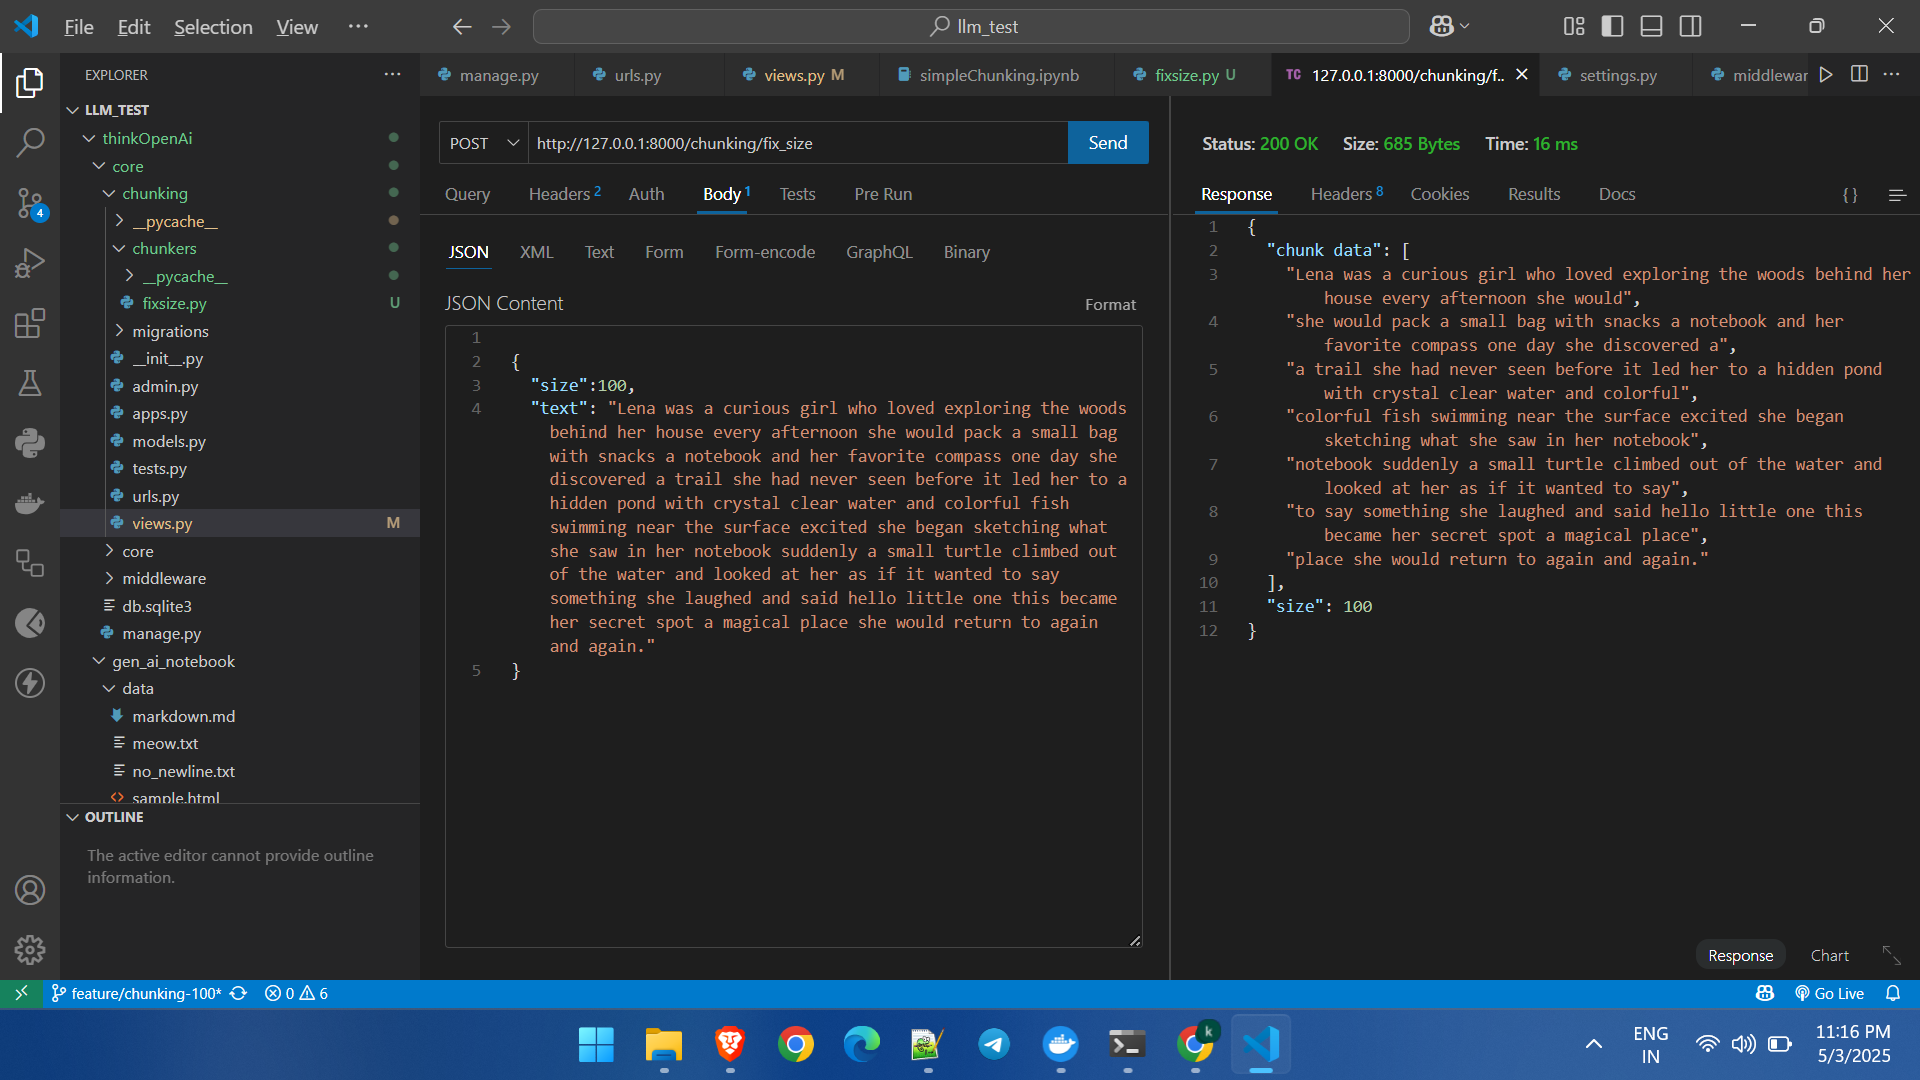 File Edit Selection View ···
llm_test
EXPLORER ···
LLM_TEST
thinkOpenAi
core
chunking
__pycache__
chunkers
__pycache__
fixsize.py U
migrations
__init__.py
admin.py
apps.py
models.py
tests.py
urls.py
views.py M
core
middleware
db.sqlite3
manage.py
gen_ai_notebook
data
markdown.md
meow.txt
no_newline.txt
sample.html
OUTLINE
The active editor cannot provide outline
information.
4
manage.py urls.py views.py M simpleChunking.ipynb fixsize.py U TC 127.0.0.1:8000/chunking/f.. settings.py middlewar ···
POST http://127.0.0.1:8000/chunking/fix_size Send
Query Headers 2 Auth Body 1 Tests Pre Run
JSON XML Text Form Form-encode GraphQL Binary
JSON Content Format
1
2 {
3 "size":100,
4 "text": "Lena was a curious girl who loved exploring the woods
behind her house every afternoon she would pack a small bag
with snacks a notebook and her favorite compass one day she
discovered a trail she had never seen before it led her to a
hidden pond with crystal clear water and colorful fish
swimming near the surface excited she began sketching what
she saw in her notebook suddenly a small turtle climbed out
of the water and looked at her as if it wanted to say
something she laughed and said hello little one this became
her secret spot a magical place she would return to again
and again."
5 }
Status: 200 OK Size: 685 Bytes Time: 16 ms
Response Headers 8 Cookies Results Docs {}
1 {
2 "chunk data": [
3 "Lena was a curious girl who loved exploring the woods behind her
house every afternoon she would",
4 "she would pack a small bag with snacks a notebook and her
favorite compass one day she discovered a",
5 "a trail she had never seen before it led her to a hidden pond
with crystal clear water and colorful",
6 "colorful fish swimming near the surface excited she began
sketching what she saw in her notebook",
7 "notebook suddenly a small turtle climbed out of the water and
looked at her as if it wanted to say",
8 "to say something she laughed and said hello little one this
became her secret spot a magical place",
9 "place she would return to again and again."
10 ],
11 "size": 100
12 }
Response Chart
feature/chunking-100* 0 6 Go Live
k
ENG
IN
11:16 PM
5/3/2025